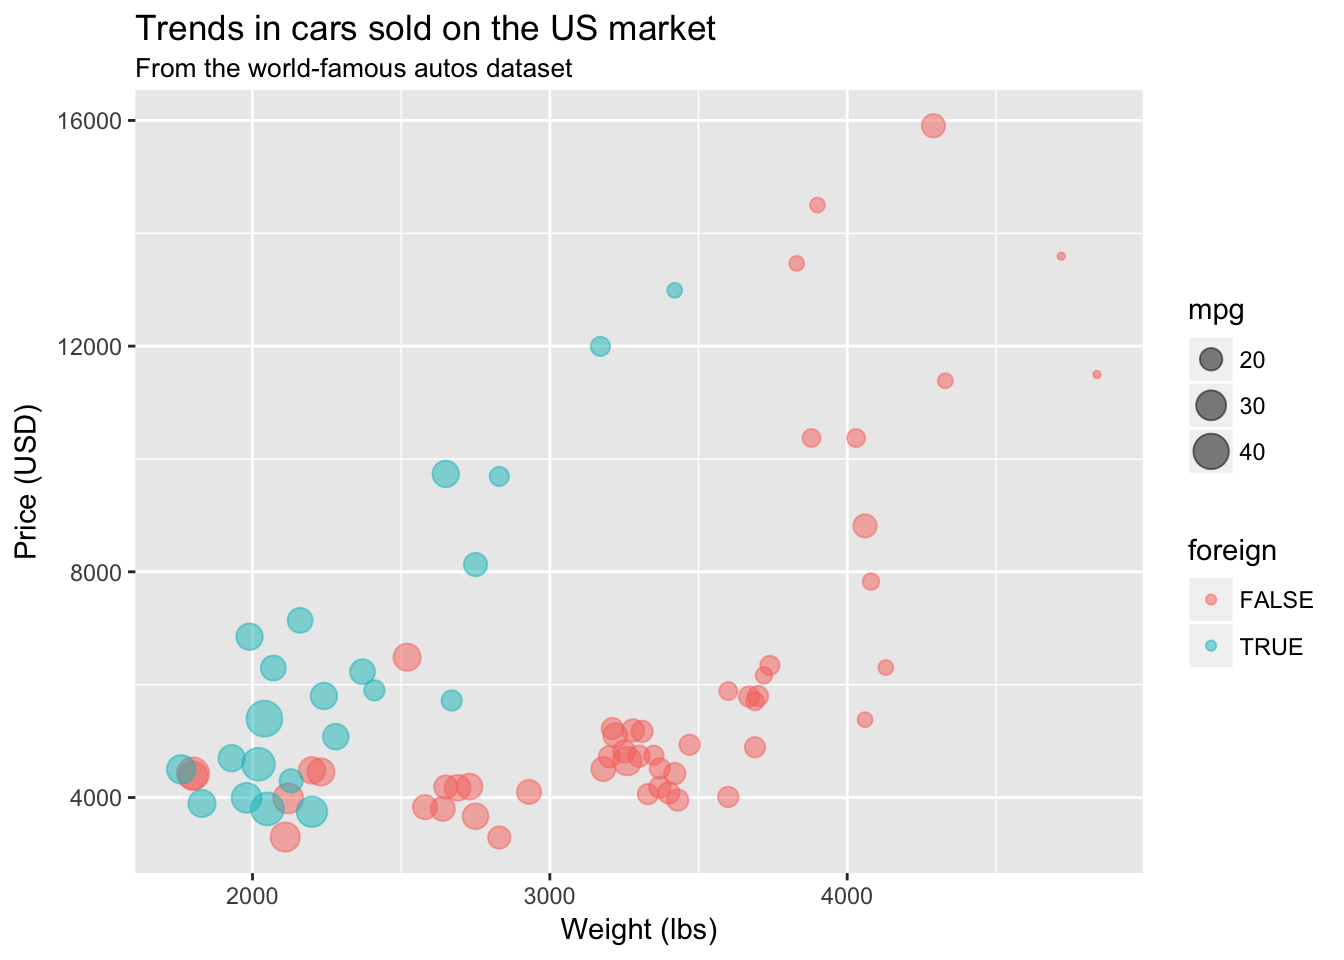 Trends in cars sold on the US market
From the world-famous autos dataset
16000
12000
8000
4000
Price (USD)
2000 3000 4000
Weight (lbs)
mpg
20
30
40
foreign
FALSE
TRUE